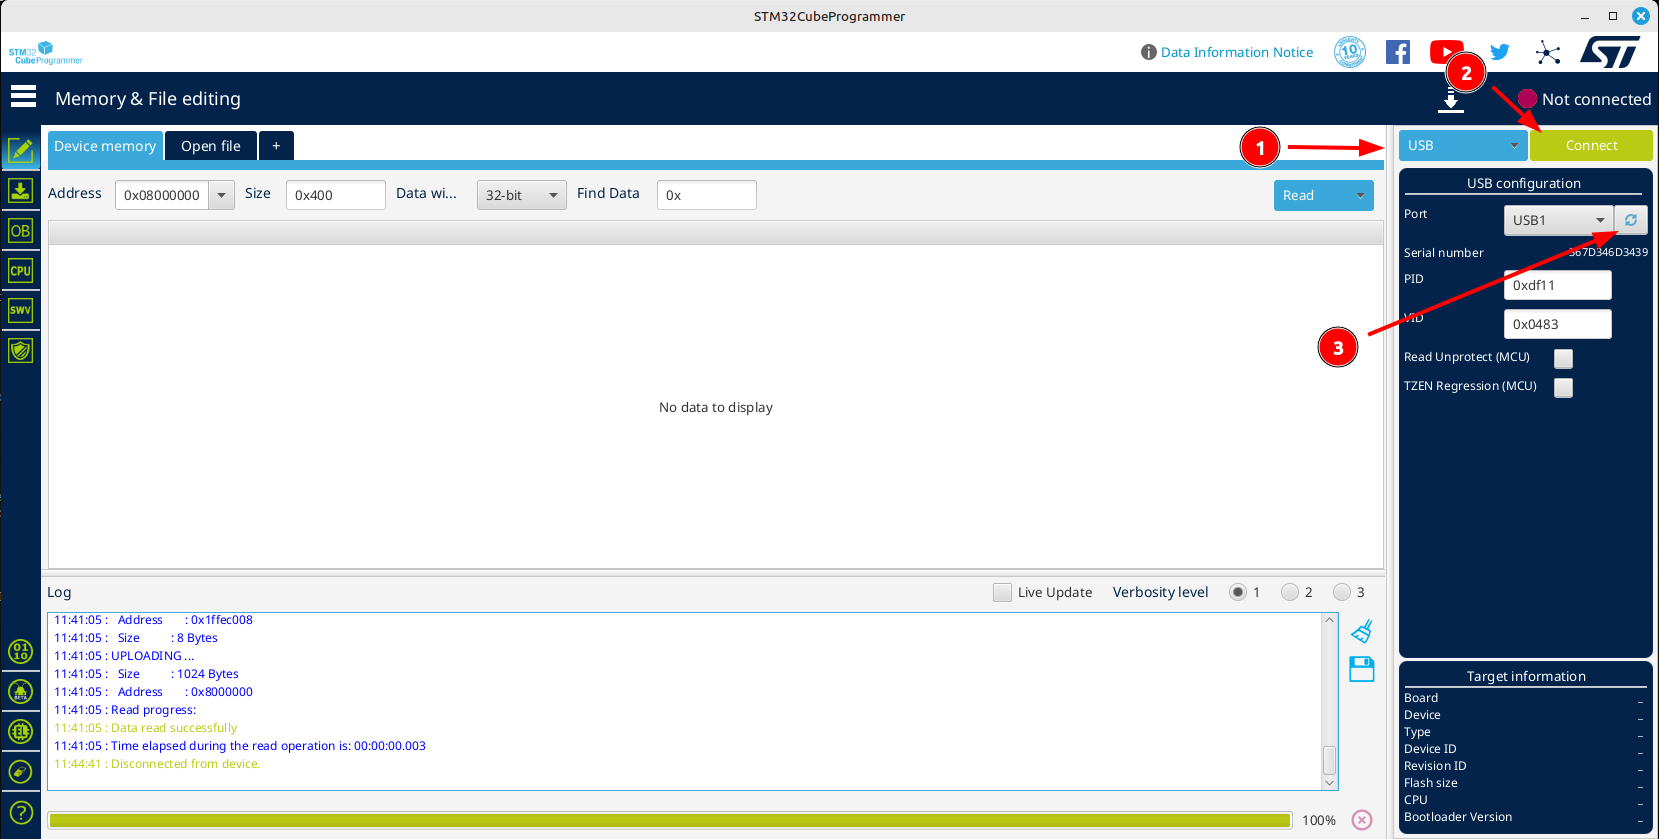 STM32CubeProgrammer
STM32
CubeProgrammer
Data Information Notice
10
2
ST
Memory & File editing
Not connected
Device memory
Open file
+
1
USB
Connect
Address
0x08000000
Size
0x400
Data wi...
32-bit
Find Data
0x
Read
USB configuration
Port
USB1
Serial number
367D346D3439
PID
0xdf11
VID
0x0483
3
Read Unprotect (MCU)
TZEN Regression (MCU)
OB
CPU
SWV
No data to display
Log
Live Update
Verbosity level
1
2
3
11:41:05 : Address : 0x1ffec008
11:41:05 : Size : 8 Bytes
11:41:05 : UPLOADING ...
11:41:05 : Size : 1024 Bytes
11:41:05 : Address : 0x8000000
11:41:05 : Read progress:
11:41:05 : Data read successfully
11:41:05 : Time elapsed during the read operation is: 00:00:00.003
11:44:41 : Disconnected from device.
100%
01
10
BETA
EL
?
Target information
Board –
Device –
Type –
Device ID –
Revision ID –
Flash size –
CPU –
Bootloader Version –